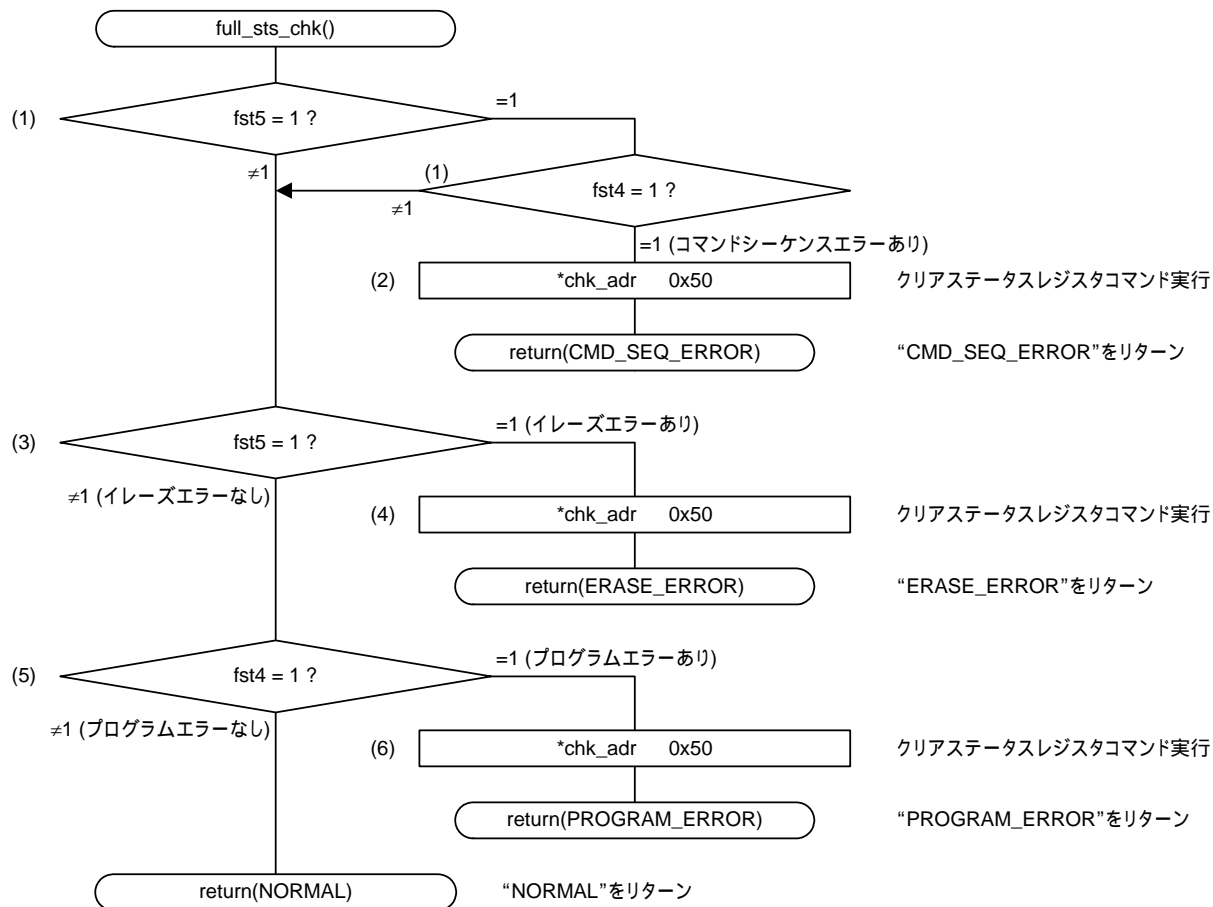 full_sts_chk()
(1)
fst5 = 1 ?
=1
≠1
(1)
fst4 = 1 ?
≠1
=1 (コマンドシーケンスエラーあり)
(2)
*chk_adr 0x50
クリアステータスレジスタコマンド実行
return(CMD_SEQ_ERROR)
“CMD_SEQ_ERROR”をリターン
(3)
fst5 = 1 ?
=1 (イレーズエラーあり)
≠1 (イレーズエラーなし)
(4)
*chk_adr 0x50
クリアステータスレジスタコマンド実行
return(ERASE_ERROR)
“ERASE_ERROR”をリターン
(5)
fst4 = 1 ?
=1 (プログラムエラーあり)
≠1 (プログラムエラーなし)
(6)
*chk_adr 0x50
クリアステータスレジスタコマンド実行
return(PROGRAM_ERROR)
“PROGRAM_ERROR”をリターン
return(NORMAL)
“NORMAL”をリターン